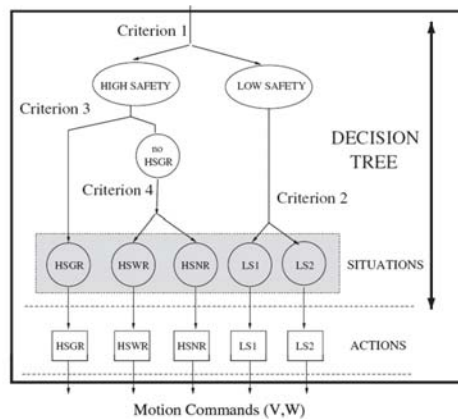 Criterion 1
HIGH SAFETY
LOW SAFETY
Criterion 3
no
HSGR
DECISION
TREE
Criterion 4
Criterion 2
HSGR
HSWR
HSNR
LS1
LS2
SITUATIONS
HSGR
HSWR
HSNR
LS1
LS2
ACTIONS
Motion Commands (V,W)